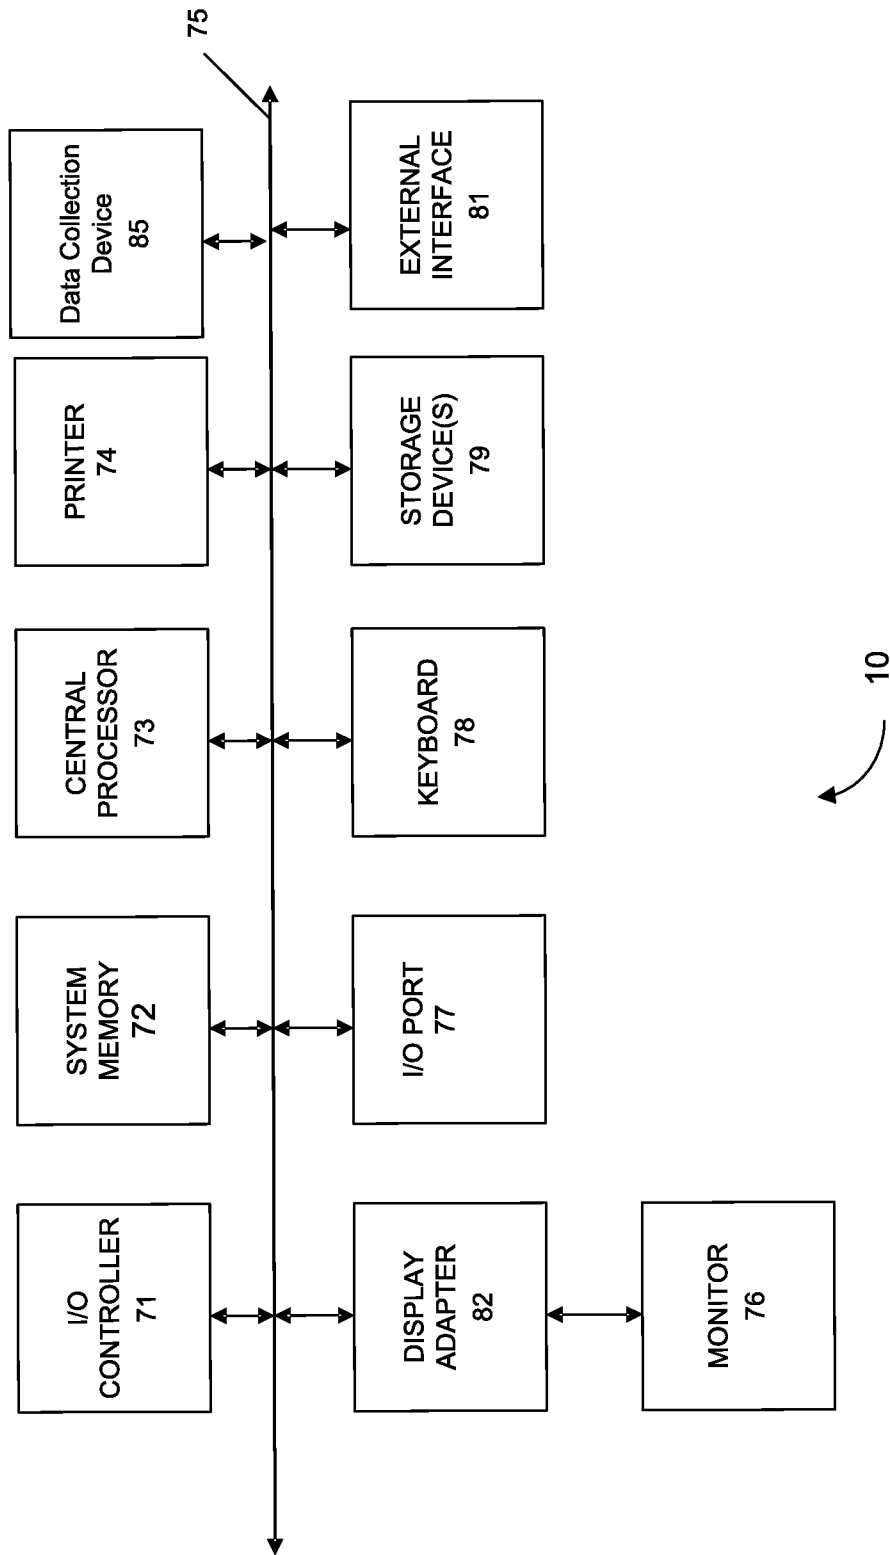 75
I/O
CONTROLLER
71
SYSTEM
MEMORY
72
CENTRAL
PROCESSOR
73
PRINTER
74
Data Collection
Device
85
DISPLAY
ADAPTER
82
I/O PORT
77
KEYBOARD
78
STORAGE
DEVICE(S)
79
EXTERNAL
INTERFACE
81
MONITOR
76
10